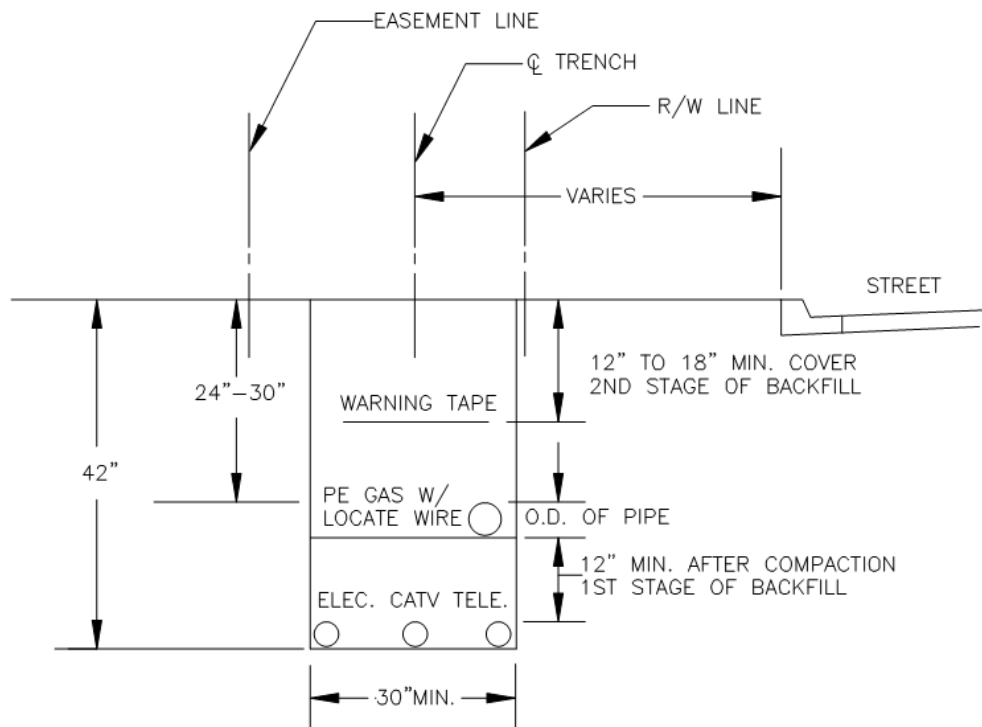 EASEMENT LINE
℄ TRENCH
R/W LINE
VARIES
STREET
12" TO 18" MIN. COVER
2ND STAGE OF BACKFILL
24"-30"
WARNING TAPE
42"
PE GAS W/
LOCATE WIRE
O.D. OF PIPE
12" MIN. AFTER COMPACTION
1ST STAGE OF BACKFILL
ELEC. CATV TELE.
30"MIN.